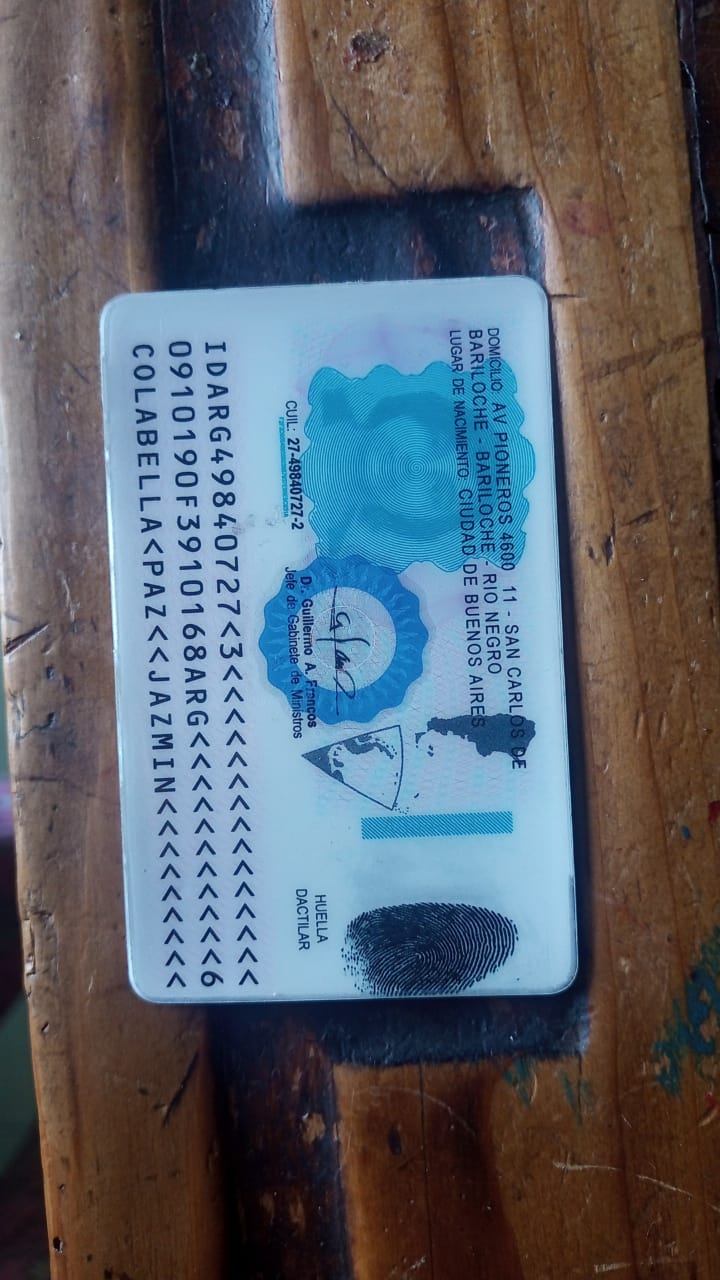 DOMICILIO: AV PIONEROS 4600 11 - SAN CARLOS DE
BARILOCHE - BARILOCHE - RIO NEGRO
LUGAR DE NACIMIENTO: CIUDAD DE BUENOS AIRES
CUIL: 27-49840727-2
Dr. Guillermo A. Francos
Jefe de Gabinete de Ministros
HUELLA
DACTILAR
IDARG49840727<3<<<<<<<<<<<<<<<
0910190F3910168ARG<<<<<<<<<<<6
COLABELLA<PAZ<<JAZMIN<<<<<<<<<